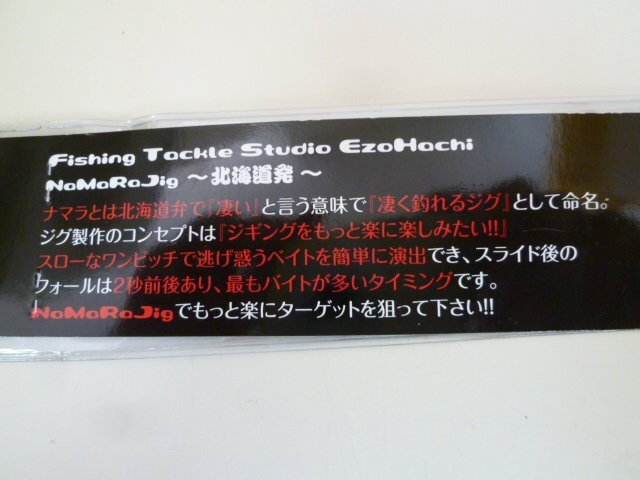 Fishing Tackle Studio EzoHachi
NaMaRaJig ～北海道発～
ナマラとは北海道弁で『凄い』と言う意味で『凄く釣れるジグ』として命名。
ジグ製作のコンセプトは『ジギングをもっと楽に楽しみたい!!』
スローなワンピッチで逃げ惑うベイトを簡単に演出でき、スライド後の
フォールは2秒前後あり、最もバイトが多いタイミングです。
NaMaRaJigでもっと楽にターゲットを狙って下さい!!